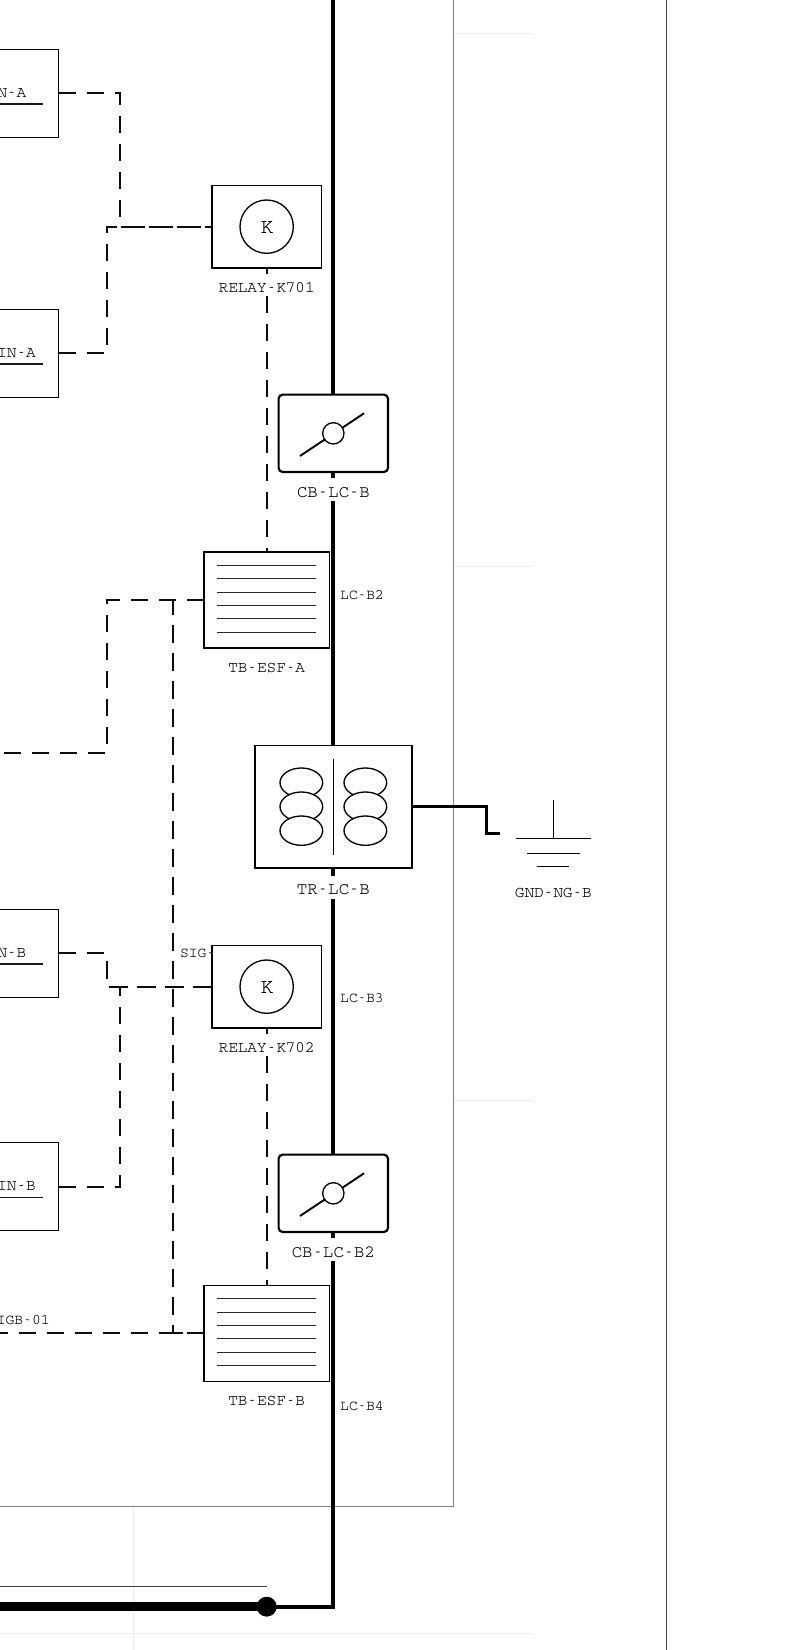 N-A
K
RELAY-K701
IN-A
CB-LC-B
LC-B2
TB-ESF-A
TR-LC-B
GND-NG-B
N-B
SIG-
K
LC-B3
RELAY-K702
IN-B
CB-LC-B2
IGB-01
TB-ESF-B
LC-B4